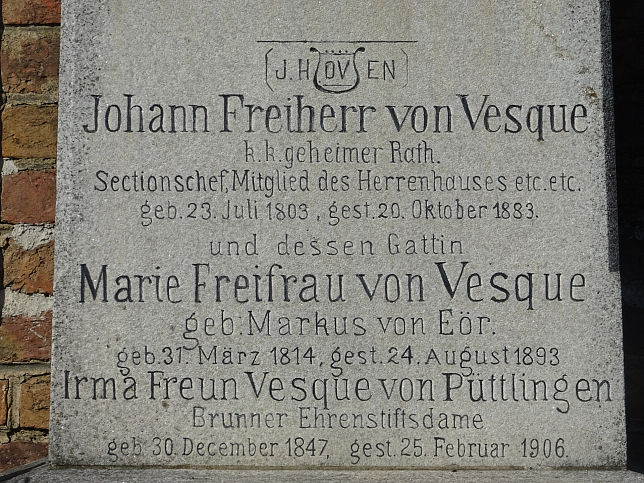 (J. HOVEN)
Johann Freiherr von Vesque
k. k. geheimer Rath.
Sectionschef, Mitglied des Herrenhauses etc. etc.
geb. 23. Juli 1803, gest. 20. Oktober 1883.
und dessen Gattin
Marie Freifrau von Vesque
geb. Markus von Eör.
geb. 31. März 1814, gest. 24. August 1893
Irma Freiin Vesque von Püttlingen
Brunner Ehrenstiftsdame
geb. 30. December 1847, gest. 25. Februar 1906.